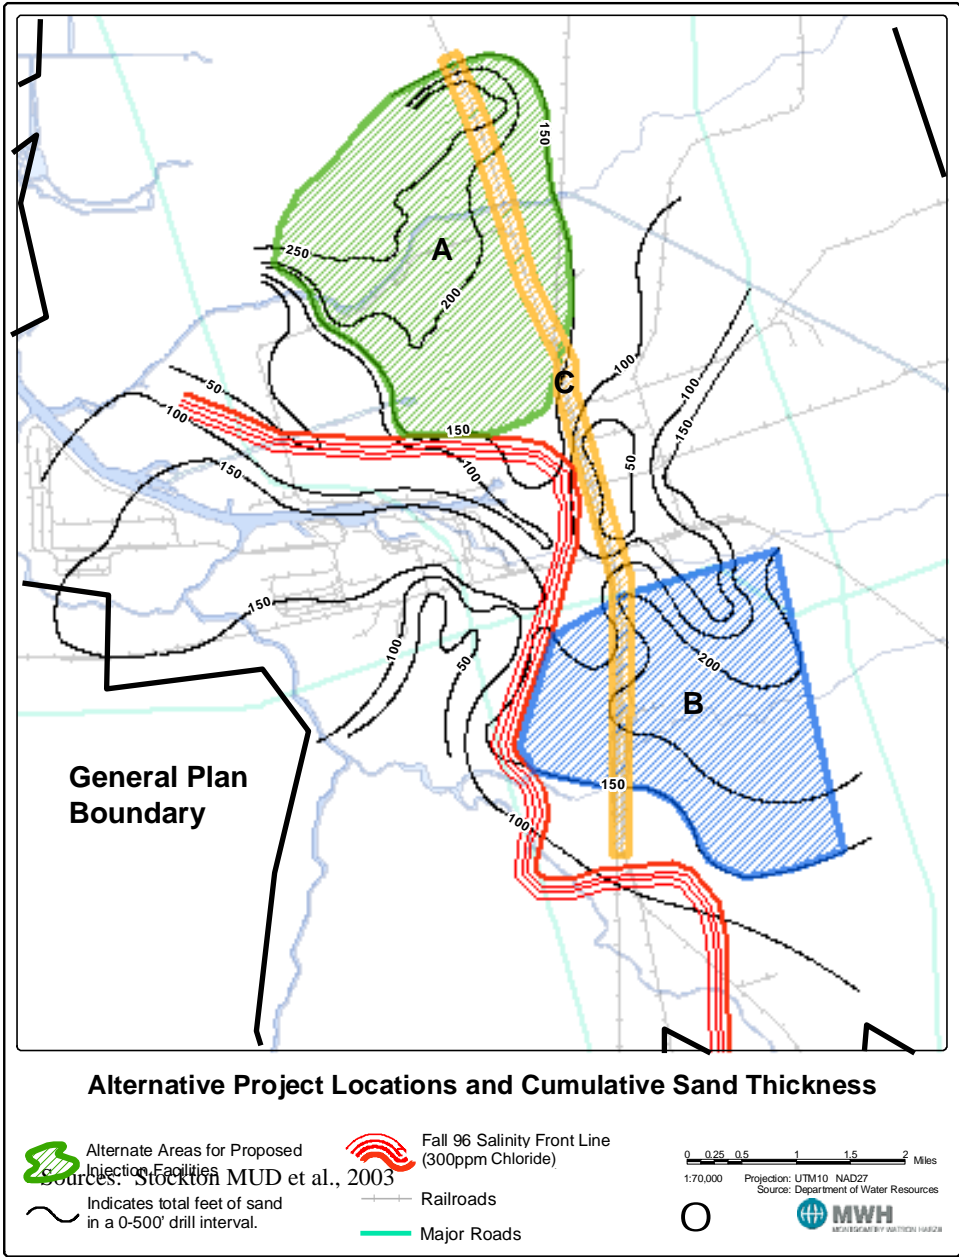 150
250
A
200
100
C
50
100
100
150
150
50
100
150
100
150
100
50
200
B
150
100
General Plan
Boundary
Alternative Project Locations and Cumulative Sand Thickness
Alternate Areas for Proposed
Injection Facilities
Sources: Stockton MUD et al., 2003
Indicates total feet of sand
in a 0-500' drill interval.
Fall 96 Salinity Front Line
(300ppm Chloride)
Railroads
Major Roads
0 0.25 0.5 1 1.5 2 Miles
1:70,000 Projection: UTM10 NAD27
Source: Department of Water Resources
O
MWH
MONTGOMERY WATSON HARZA